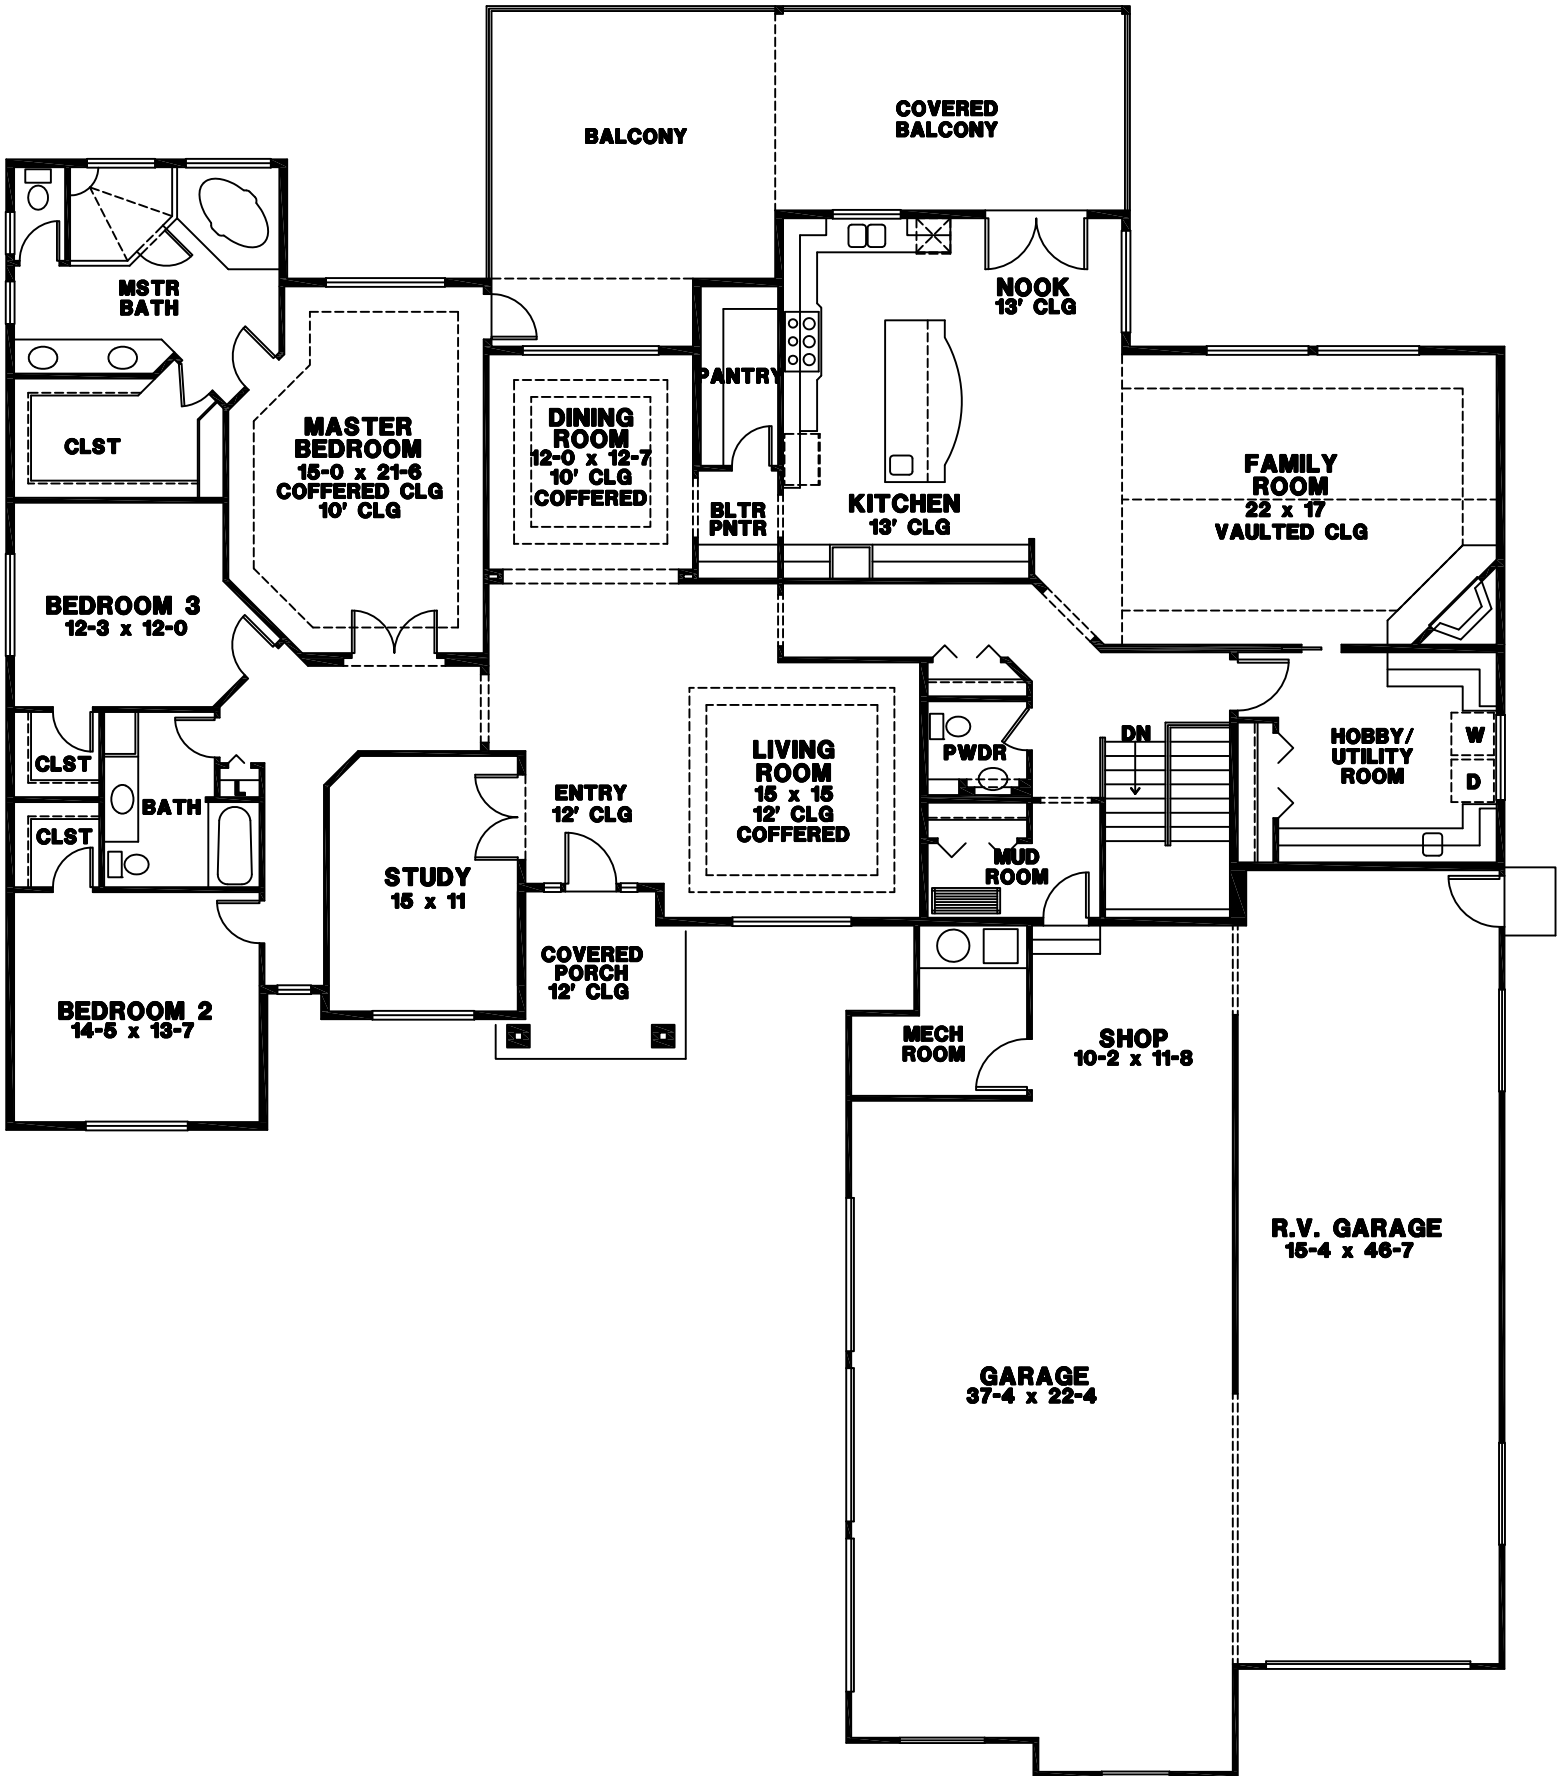 BALCONY
COVERED
BALCONY
MSTR
BATH
NOOK
13' CLG
PANTRY
CLST
MASTER
BEDROOM
15-0 x 21-6
COFFERED CLG
10' CLG
DINING
ROOM
12-0 x 12-7
10' CLG
COFFERED
BLTR
PNTR
KITCHEN
13' CLG
FAMILY
ROOM
22 x 17
VAULTED CLG
BEDROOM 3
12-3 x 12-0
CLST
BATH
L
CLST
ENTRY
12' CLG
LIVING
ROOM
15 x 15
12' CLG
COFFERED
PWDR
DN
HOBBY/
UTILITY
ROOM
W
D
MUD
ROOM
STUDY
15 x 11
COVERED
PORCH
12' CLG
BEDROOM 2
14-5 x 13-7
MECH
ROOM
SHOP
10-2 x 11-8
R.V. GARAGE
15-4 x 46-7
GARAGE
37-4 x 22-4